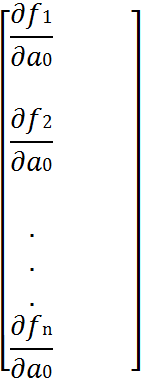 ∂f₁
∂a₀
∂f₂
∂a₀
.
.
.
∂fₙ
∂a₀